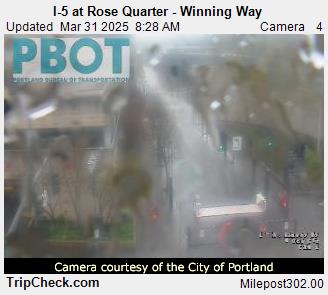 I-5 at Rose Quarter - Winning Way
Updated Mar 31 2025 8:28 AM Camera 4
PBOT
PORTLAND BUREAU OF TRANSPORTATION
Camera courtesy of the City of Portland
TripCheck.com Milepost302.00